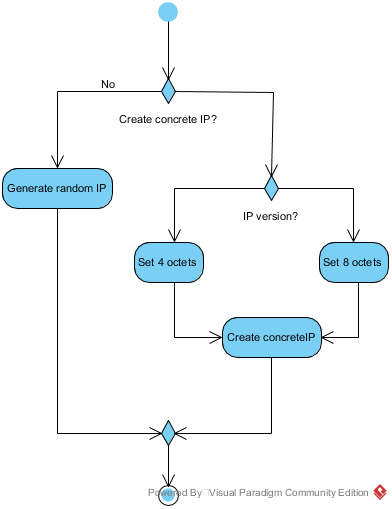 No
Create concrete IP?
Generate random IP
IP version?
Set 4 octets
Set 8 octets
Create concreteIP
Powered By Visual Paradigm Community Edition